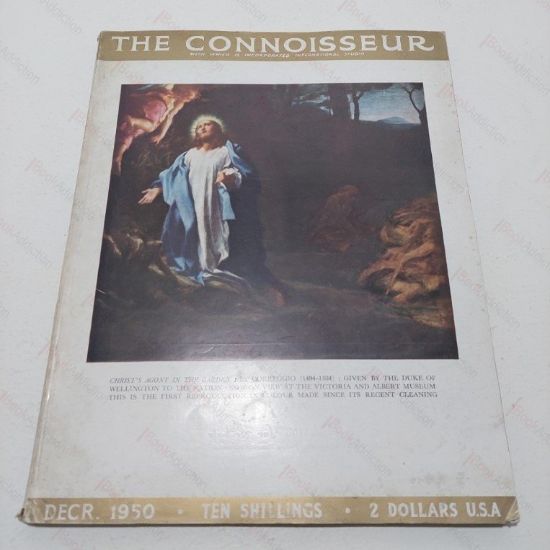 THE CONNOISSEUR
WITH WHICH IS INCORPORATED INTERNATIONAL STUDIO
CHRIST'S AGONY IN THE GARDEN BY CORREGGIO (1494-1534) : GIVEN BY THE DUKE OF
WELLINGTON TO THE NATION : NOW ON VIEW AT THE VICTORIA AND ALBERT MUSEUM
THIS IS THE FIRST REPRODUCTION IN COLOUR MADE SINCE ITS RECENT CLEANING
DECR. 1950 • TEN SHILLINGS • 2 DOLLARS U.S.A
BookAddiction